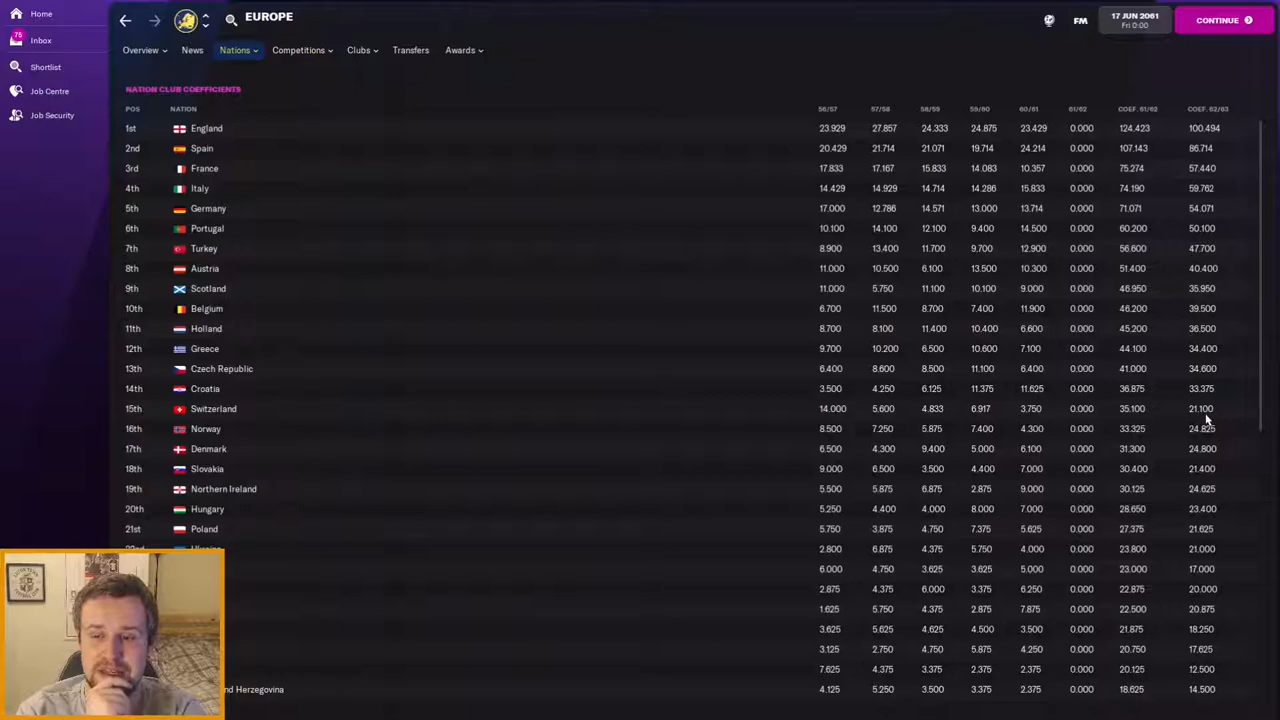 Home
EUROPE
17 JUN 2061
Fri 0:00
FM
CONTINUE
75
Inbox
Shortlist
Job Centre
Job Security
Overview
News
Nations
Competitions
Clubs
Transfers
Awards
NATION CLUB COEFFICIENTS
POS NATION 56/57 57/58 58/59 59/60 60/61 61/62 COEF. 61/62 COEF. 62/63
1st England 23.929 27.857 24.333 24.875 23.429 0.000 124.423 100.494
2nd Spain 20.429 21.714 21.071 19.714 24.214 0.000 107.143 86.714
3rd France 17.833 17.167 15.833 14.083 10.357 0.000 75.274 57.440
4th Italy 14.429 14.929 14.714 14.286 15.833 0.000 74.190 59.762
5th Germany 17.000 12.786 14.571 13.000 13.714 0.000 71.071 54.071
6th Portugal 10.100 14.100 12.100 9.400 14.500 0.000 60.200 50.100
7th Turkey 8.900 13.400 11.700 9.700 12.900 0.000 56.600 47.700
8th Austria 11.000 10.500 6.100 13.500 10.300 0.000 51.400 40.400
9th Scotland 11.000 5.750 11.100 10.100 9.000 0.000 46.950 35.950
10th Belgium 6.700 11.500 8.700 7.400 11.900 0.000 46.200 39.500
11th Holland 8.700 8.100 11.400 10.400 6.600 0.000 45.200 36.500
12th Greece 9.700 10.200 6.500 10.600 7.100 0.000 44.100 34.400
13th Czech Republic 6.400 8.600 8.500 11.100 6.400 0.000 41.000 34.600
14th Croatia 3.500 4.250 6.125 11.375 11.625 0.000 36.875 33.375
15th Switzerland 14.000 5.600 4.833 6.917 3.750 0.000 35.100 21.100
16th Norway 8.500 7.250 5.875 7.400 4.300 0.000 33.325 24.825
17th Denmark 6.500 4.300 9.400 5.000 6.100 0.000 31.300 24.800
18th Slovakia 9.000 6.500 3.500 4.400 7.000 0.000 30.400 21.400
19th Northern Ireland 5.500 5.875 6.875 2.875 9.000 0.000 30.125 24.625
20th Hungary 5.250 4.400 4.000 8.000 7.000 0.000 28.650 23.400
21st Poland 5.750 3.875 4.750 7.375 5.625 0.000 27.375 21.625
22nd Ukraine 2.800 6.875 4.375 5.750 4.000 0.000 23.800 21.000
6.000 4.750 3.625 3.625 5.000 0.000 23.000 17.000
2.875 4.375 6.000 3.375 6.250 0.000 22.875 20.000
1.625 5.750 4.375 2.875 7.875 0.000 22.500 20.875
3.625 5.625 4.625 4.500 3.500 0.000 21.875 18.250
3.125 2.750 4.750 5.875 4.250 0.000 20.750 17.625
7.625 4.375 3.375 2.375 2.375 0.000 20.125 12.500
nd Herzegovina 4.125 5.250 3.500 3.375 2.375 0.000 18.625 14.500